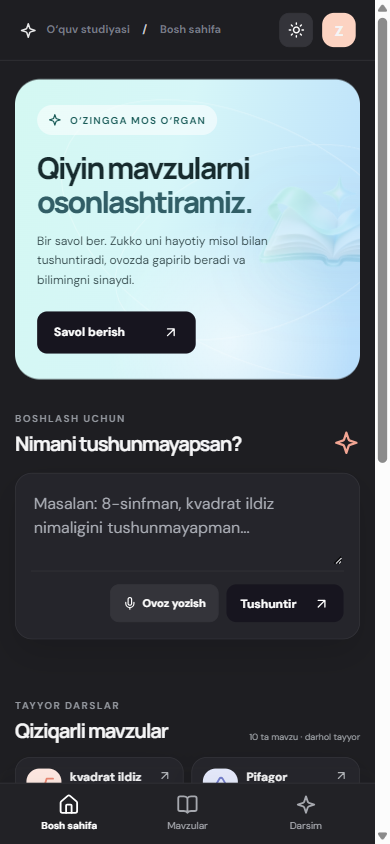 O‘quv studiyasi / Bosh sahifa
Z
O‘ZINGGA MOS O‘RGAN
Qiyin mavzularni
osonlashtiramiz.
Bir savol ber. Zukko uni hayotiy misol bilan
tushuntiradi, ovozda gapirib beradi va
bilimingni sinaydi.
Savol berish
BOSHLASH UCHUN
Nimani tushunmayapsan?
Masalan: 8-sinfman, kvadrat ildiz
nimaligini tushunmayapman...
Ovoz yozish
Tushuntir
TAYYOR DARSLAR
Qiziqarli mavzular
10 ta mavzu · darhol tayyor
kvadrat ildiz
Pifagor
Bosh sahifa
Mavzular
Darsim